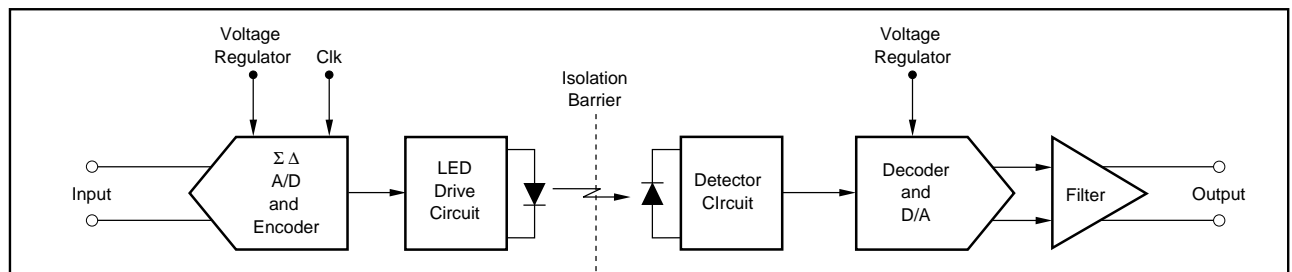 Voltage
Regulator
Clk
Isolation
Barrier
Voltage
Regulator
Input
Σ Δ
A/D
and
Encoder
LED
Drive
Circuit
Detector
CIrcuit
Decoder
and
D/A
Filter
Output